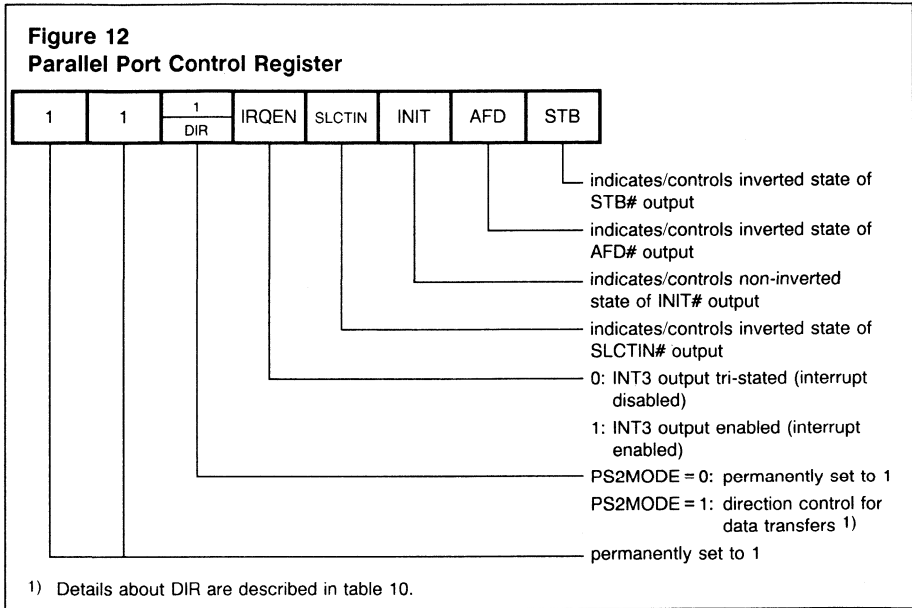 Figure 12
Parallel Port Control Register
1 1 1 IRQEN SLCTIN INIT AFD STB
DIR
indicates/controls inverted state of
STB# output
indicates/controls inverted state of
AFD# output
indicates/controls non-inverted
state of INIT# output
indicates/controls inverted state of
SLCTIN# output
0: INT3 output tri-stated (interrupt
disabled)
1: INT3 output enabled (interrupt
enabled)
PS2MODE = 0: permanently set to 1
PS2MODE = 1: direction control for
data transfers 1)
permanently set to 1
1) Details about DIR are described in table 10.